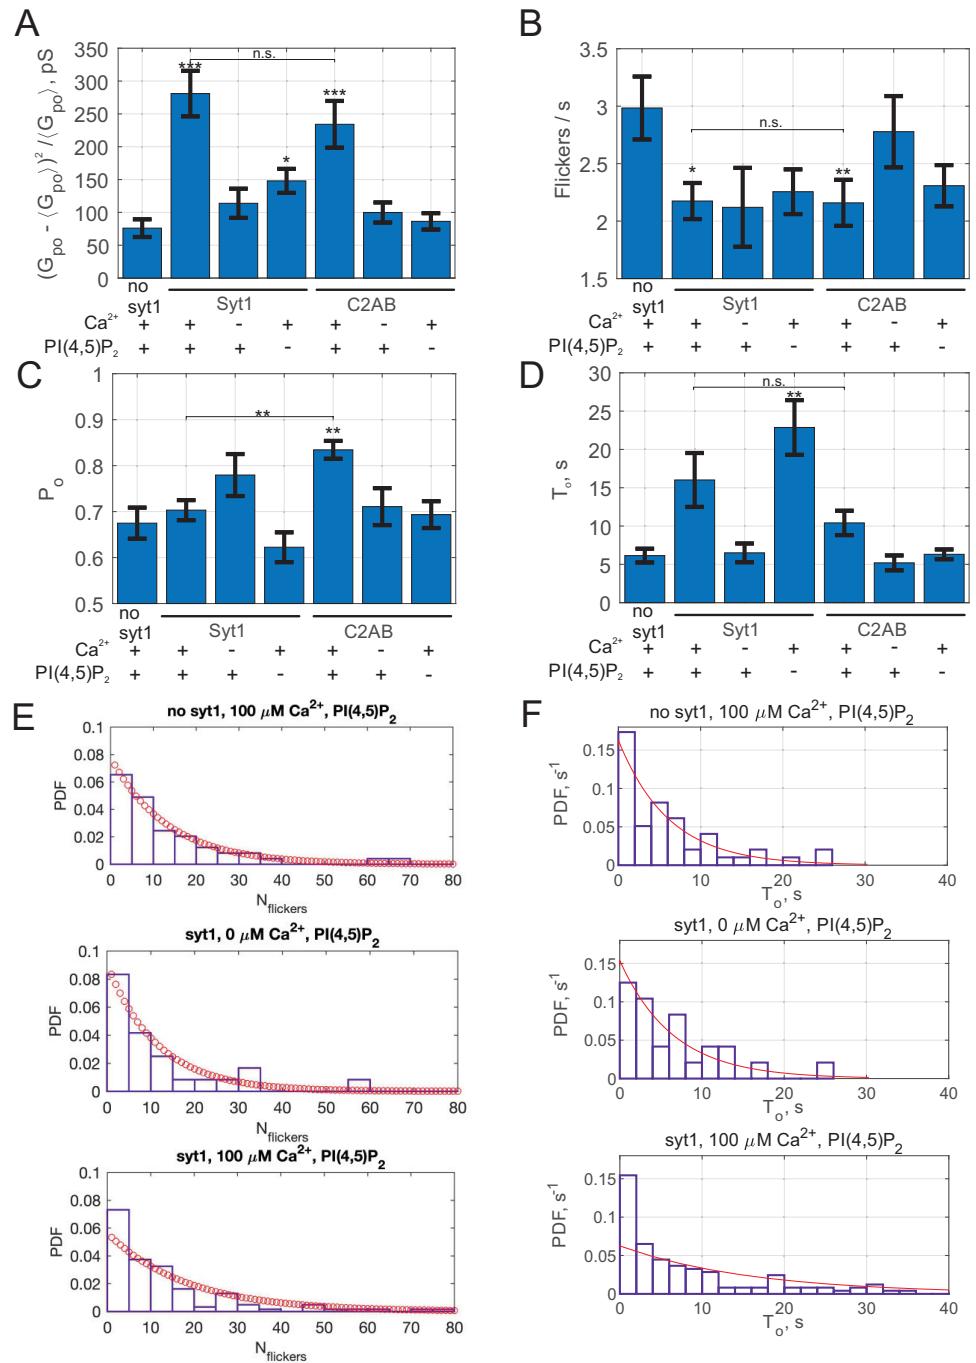 A
(Gpo - ⟨Gpo⟩)² /⟨Gpo⟩ , pS
350
300
250
200
150
100
50
0
n.s.
***
*
***
no
syt1
Syt1
C2AB
Ca²⁺ + + - + + - +
PI(4,5)P₂ + + + - + + -
B
Flickers / s
3.5
3
2.5
2
1.5
n.s.
*
**
no
syt1
Syt1
C2AB
Ca²⁺ + + - + + - +
PI(4,5)P₂ + + + - + + -
C
Pₒ
1
0.9
0.8
0.7
0.6
0.5
**
**
no
syt1
Syt1
C2AB
Ca²⁺ + + - + + - +
PI(4,5)P₂ + + + - + + -
D
Tₒ, s
30
25
20
15
10
5
0
n.s.
**
no
syt1
Syt1
C2AB
Ca²⁺ + + - + + - +
PI(4,5)P₂ + + + - + + -
E
no syt1, 100 μM Ca²⁺, PI(4,5)P₂
PDF
0.1
0.08
0.06
0.04
0.02
0
0 10 20 30 40 50 60 70 80
Nflickers
syt1, 0 μM Ca²⁺, PI(4,5)P₂
PDF
0.1
0.08
0.06
0.04
0.02
0
0 10 20 30 40 50 60 70 80
Nflickers
syt1, 100 μM Ca²⁺, PI(4,5)P₂
PDF
0.1
0.08
0.06
0.04
0.02
0
0 10 20 30 40 50 60 70 80
Nflickers
F
no syt1, 100 μM Ca²⁺, PI(4,5)P₂
PDF, s⁻¹
0.15
0.1
0.05
0
0 10 20 30 40
Tₒ, s
syt1, 0 μM Ca²⁺, PI(4,5)P₂
PDF, s⁻¹
0.15
0.1
0.05
0
0 10 20 30 40
Tₒ, s
syt1, 100 μM Ca²⁺, PI(4,5)P₂
PDF, s⁻¹
0.15
0.1
0.05
0
0 10 20 30 40
Tₒ, s